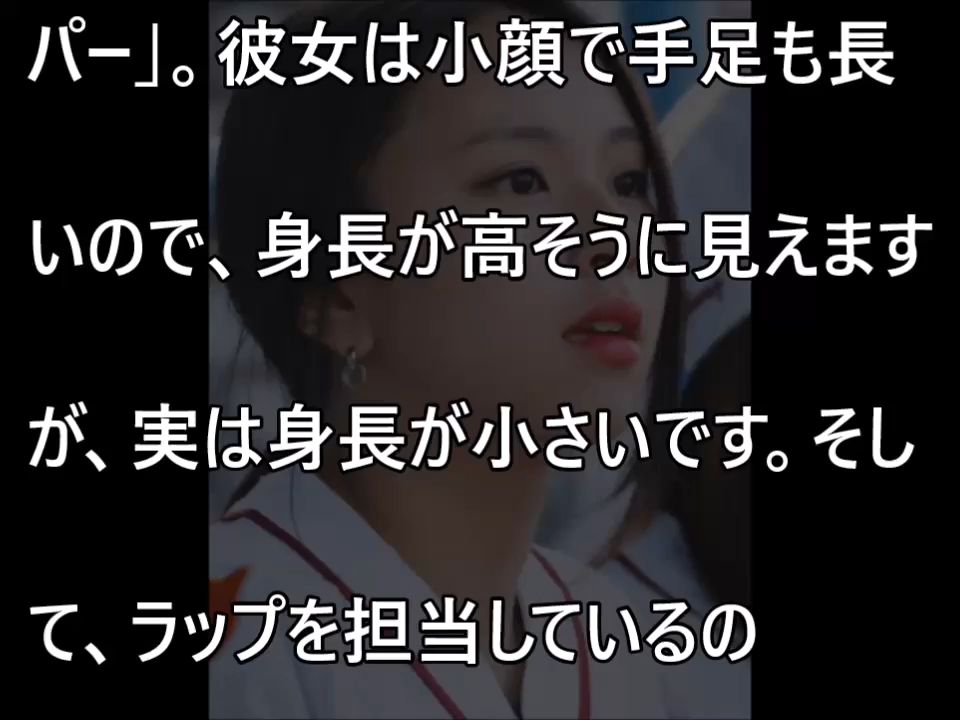 パー」。彼女は小顔で手足も長
いので、身長が高そうに見えます
が、実は身長が小さいです。そし
て、ラップを担当しているの